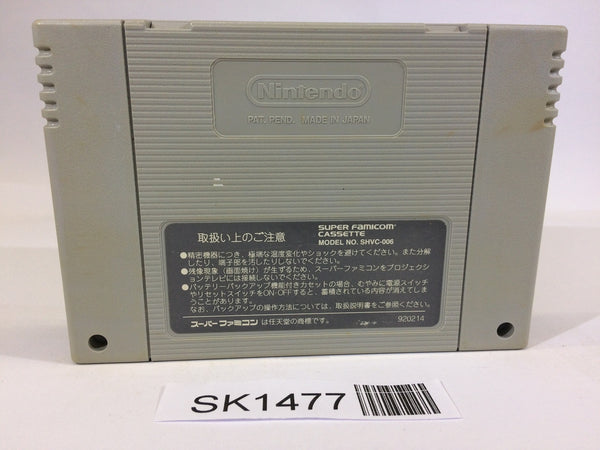 Nintendo
PAT. PEND. MADE IN JAPAN
取扱い上のご注意
SUPER FAMICOM
CASSETTE
MODEL NO. SHVC-006
●精密機器につき、極端な温度変化やショックを避けてください。また分解
したり、端子部を汚したりしないでください。
●残像現象（画面焼け）が生ずるため、スーパーファミコンをプロジェクシ
ョンテレビには接続しないでください。
●バッテリーバックアップ機能付きカセットの場合、むやみに電源スイッチ
やリセットスイッチをON-OFFすると、蓄積されている内容が消えてしま
うことがあります。
なお、バックアップの操作方法については、取扱説明書をご参照ください。
スーパーファミコン は任天堂の商標です。
920214
SK1477